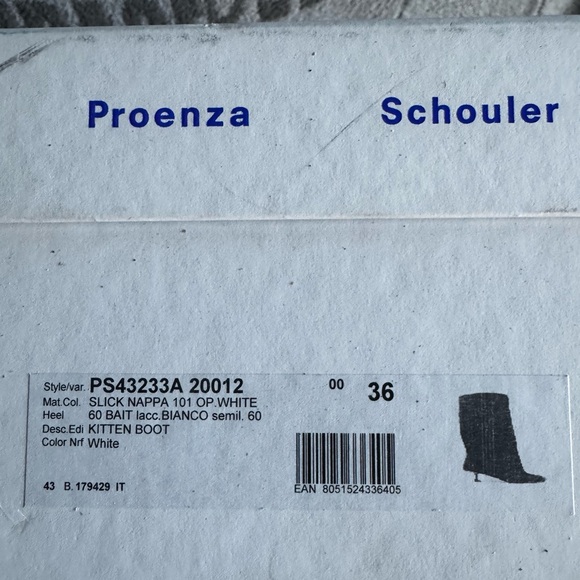 Proenza Schouler
Style/var. PS43233A 20012 00 36
Mat.Col. SLICK NAPPA 101 OP.WHITE
Heel 60 BAIT lacc.BIANCO semil. 60
Desc.Edi KITTEN BOOT
Color Nrf White
43 B. 179429 IT
EAN 8051524336405